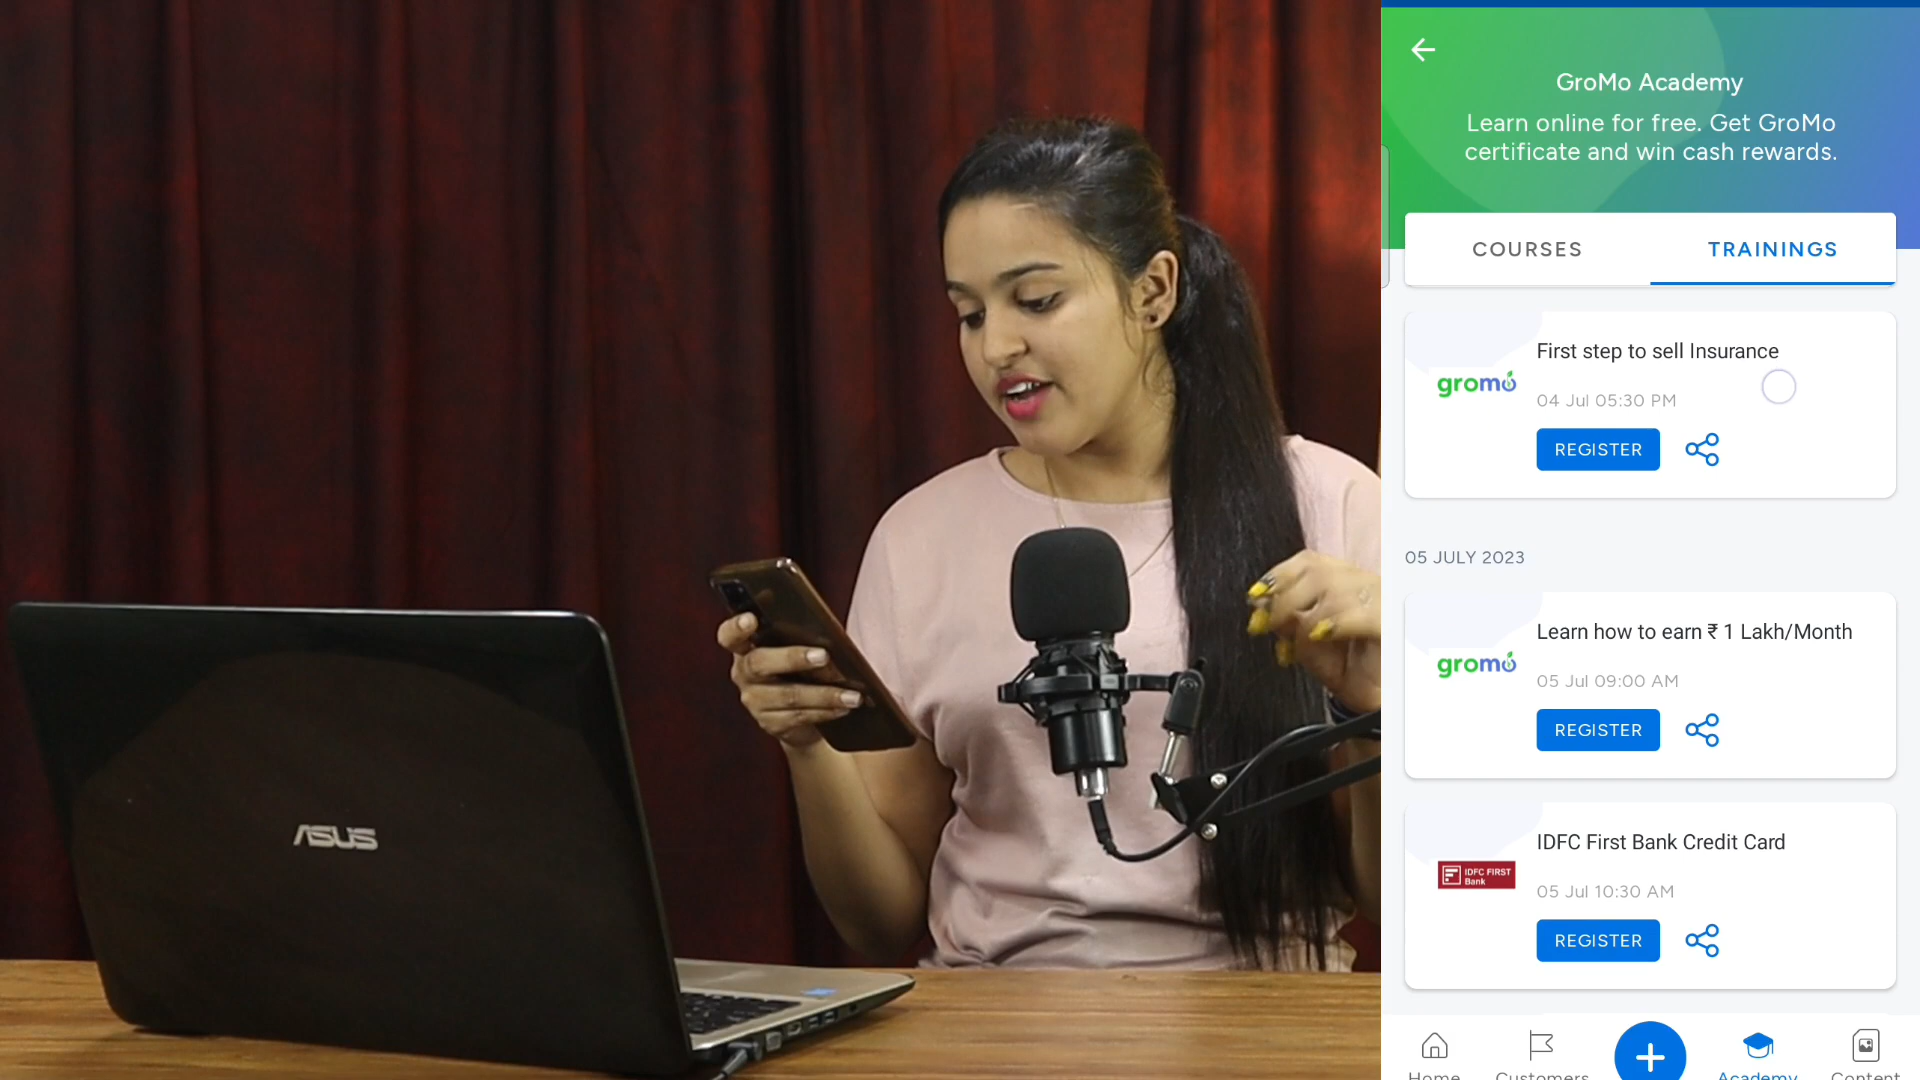 GroMo Academy
Learn online for free. Get GroMo
certificate and win cash rewards.
COURSES
TRAININGS
First step to sell Insurance
gromo
04 Jul 05:30 PM
REGISTER
05 JULY 2023
Learn how to earn ₹ 1 Lakh/Month
gromo
05 Jul 09:00 AM
REGISTER
IDFC First Bank Credit Card
IDFC FIRST
Bank
05 Jul 10:30 AM
REGISTER
Home
Customers
Academy
Content
ASUS